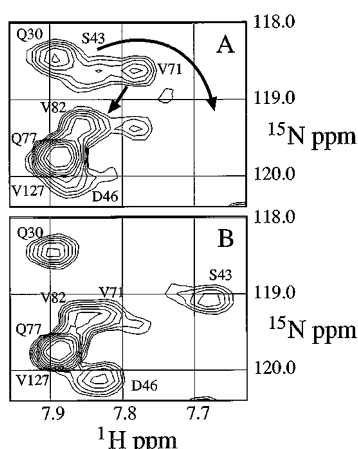 118.0
Q30 S43 A
V71
119.0
V82
¹⁵N ppm
Q77
120.0
V127 D46
118.0
Q30 B
S43
V82 V71
119.0
Q77
¹⁵N ppm
120.0
V127 D46
7.9 7.8 7.7
¹H ppm